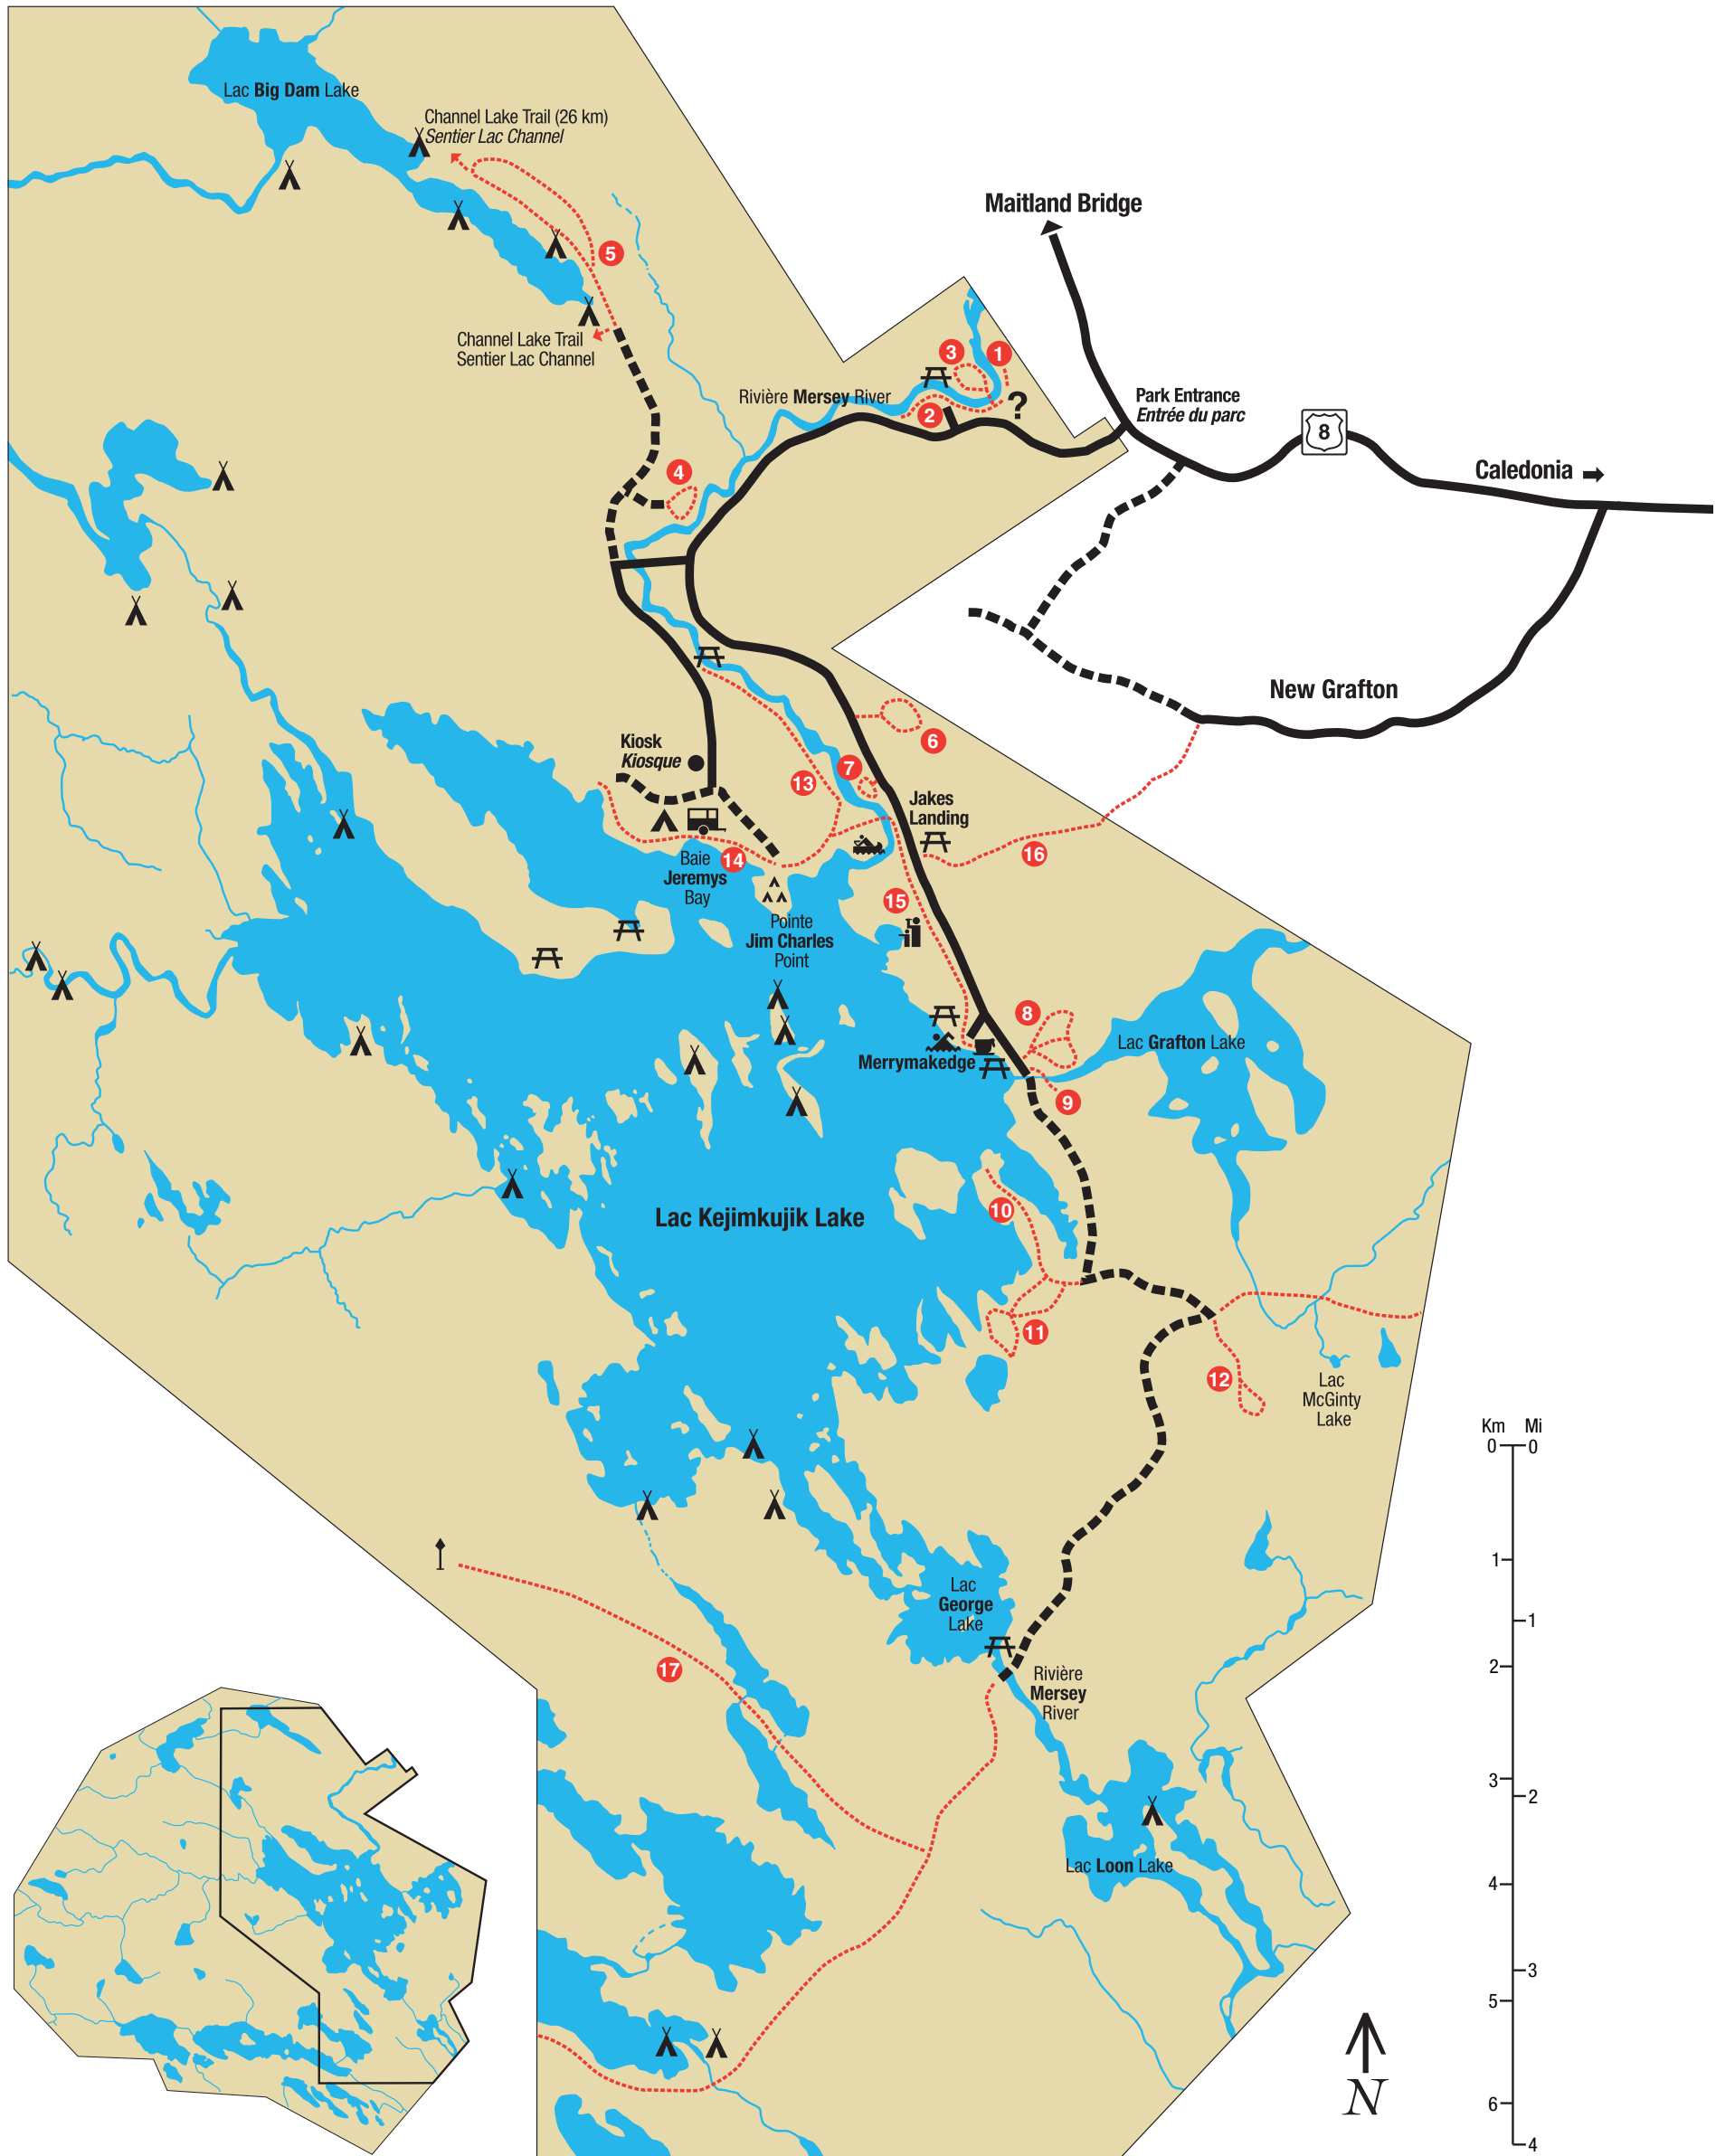 Lac Big Dam Lake
Channel Lake Trail (26 km)
Sentier Lac Channel
5
Channel Lake Trail
Sentier Lac Channel
Maitland Bridge
3
1
Rivière Mersey River
2
?
Park Entrance
Entrée du parc
8
Caledonia
4
New Grafton
6
Kiosk
Kiosque
7
13
Jakes
Landing
14
16
Baie
Jeremys
Bay
15
Pointe
Jim Charles
Point
8
Lac Grafton Lake
Merrymakedge
9
10
Lac Kejimkujik Lake
11
12
Lac
McGinty
Lake
Lac
George
Lake
17
Rivière
Mersey
River
Lac Loon Lake
Km Mi
0 0
1
1
2
3
2
4
3
5
6
4
N